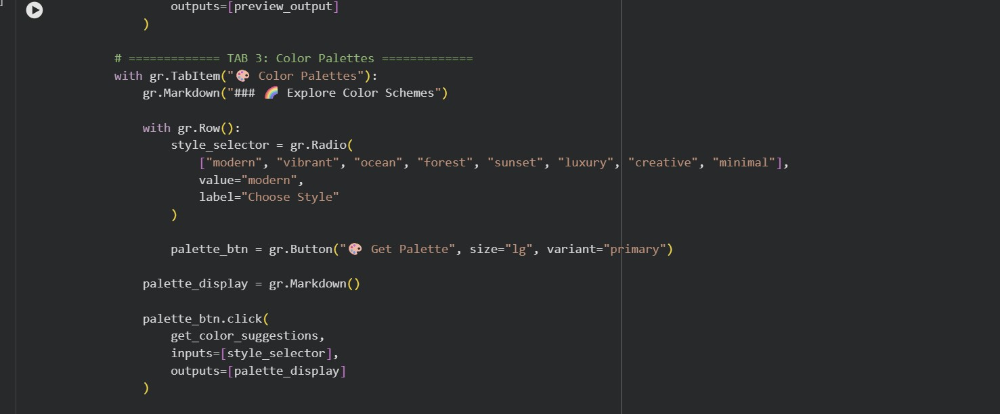 outputs=[preview_output]
)
# ============= TAB 3: Color Palettes =============
with gr.TabItem("🎨 Color Palettes"):
gr.Markdown("### 🌈 Explore Color Schemes")
with gr.Row():
style_selector = gr.Radio(
["modern", "vibrant", "ocean", "forest", "sunset", "luxury", "creative", "minimal"],
value="modern",
label="Choose Style"
)
palette_btn = gr.Button("🎨 Get Palette", size="lg", variant="primary")
palette_display = gr.Markdown()
palette_btn.click(
get_color_suggestions,
inputs=[style_selector],
outputs=[palette_display]
)